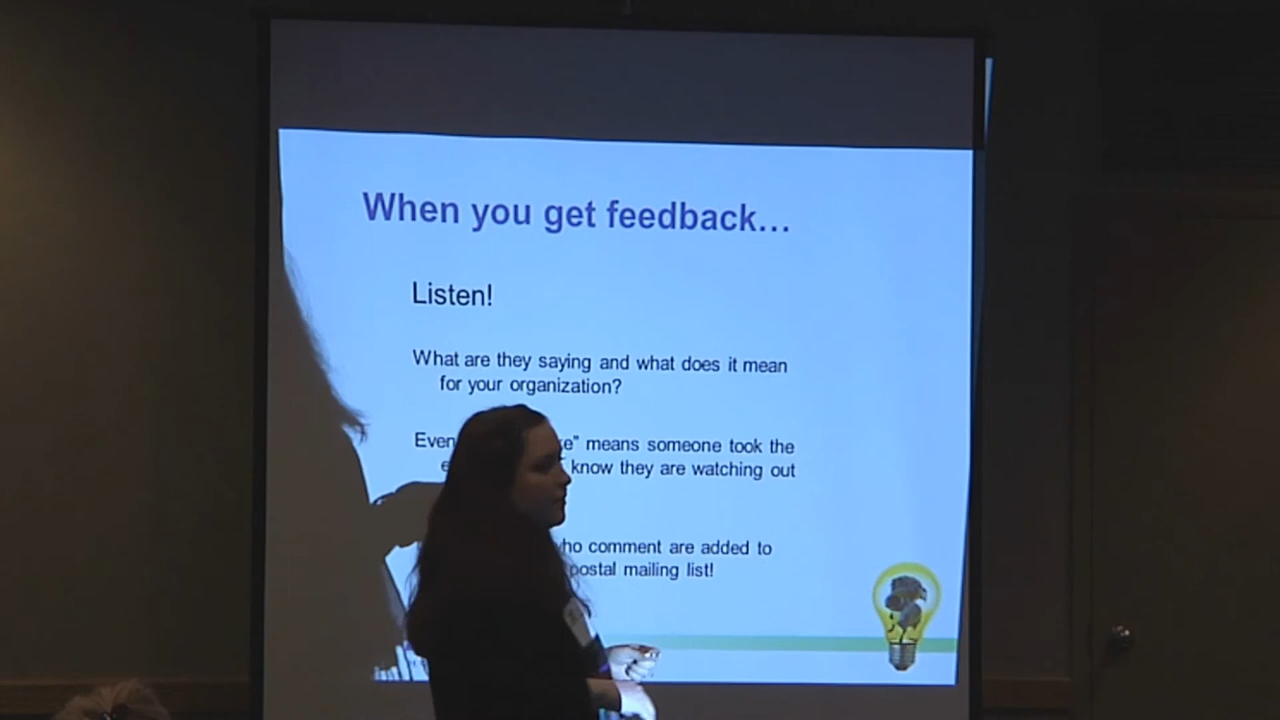 When you get feedback...
Listen!
What are they saying and what does it mean
for your organization?
Even means someone took the
know they are watching out
comment are added to
postal mailing list!